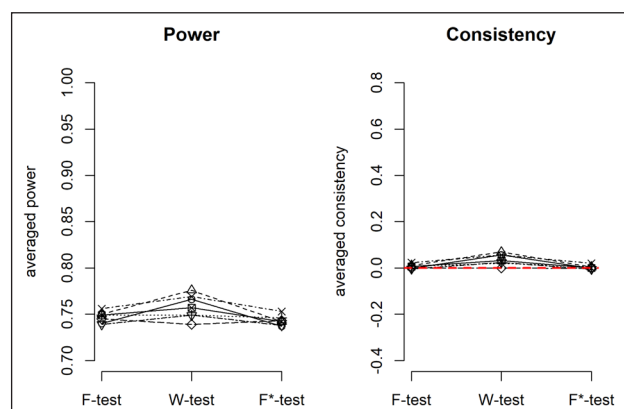 Power
averaged power
1.00
0.95
0.90
0.85
0.80
0.75
0.70
F-test W-test F*-test
Consistency
averaged consistency
0.8
0.6
0.4
0.2
0.0
-0.2
-0.4
F-test W-test F*-test